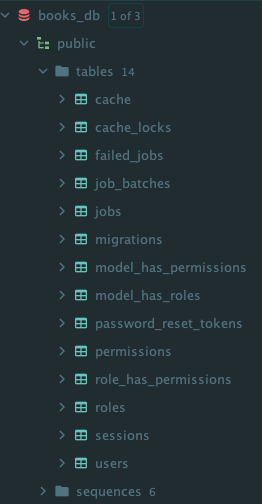 books_db 1 of 3
public
tables 14
cache
cache_locks
failed_jobs
job_batches
jobs
migrations
model_has_permissions
model_has_roles
password_reset_tokens
permissions
role_has_permissions
roles
sessions
users
sequences 6